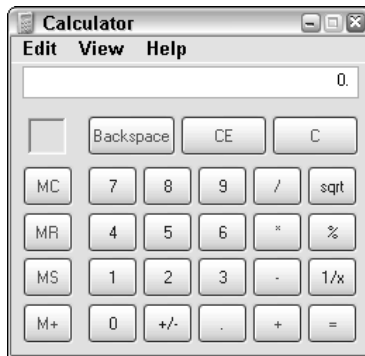 Calculator
Edit View Help
0.
Backspace CE C
MC 7 8 9 / sqrt
MR 4 5 6 * %
MS 1 2 3 - 1/x
M+ 0 +/- . + =